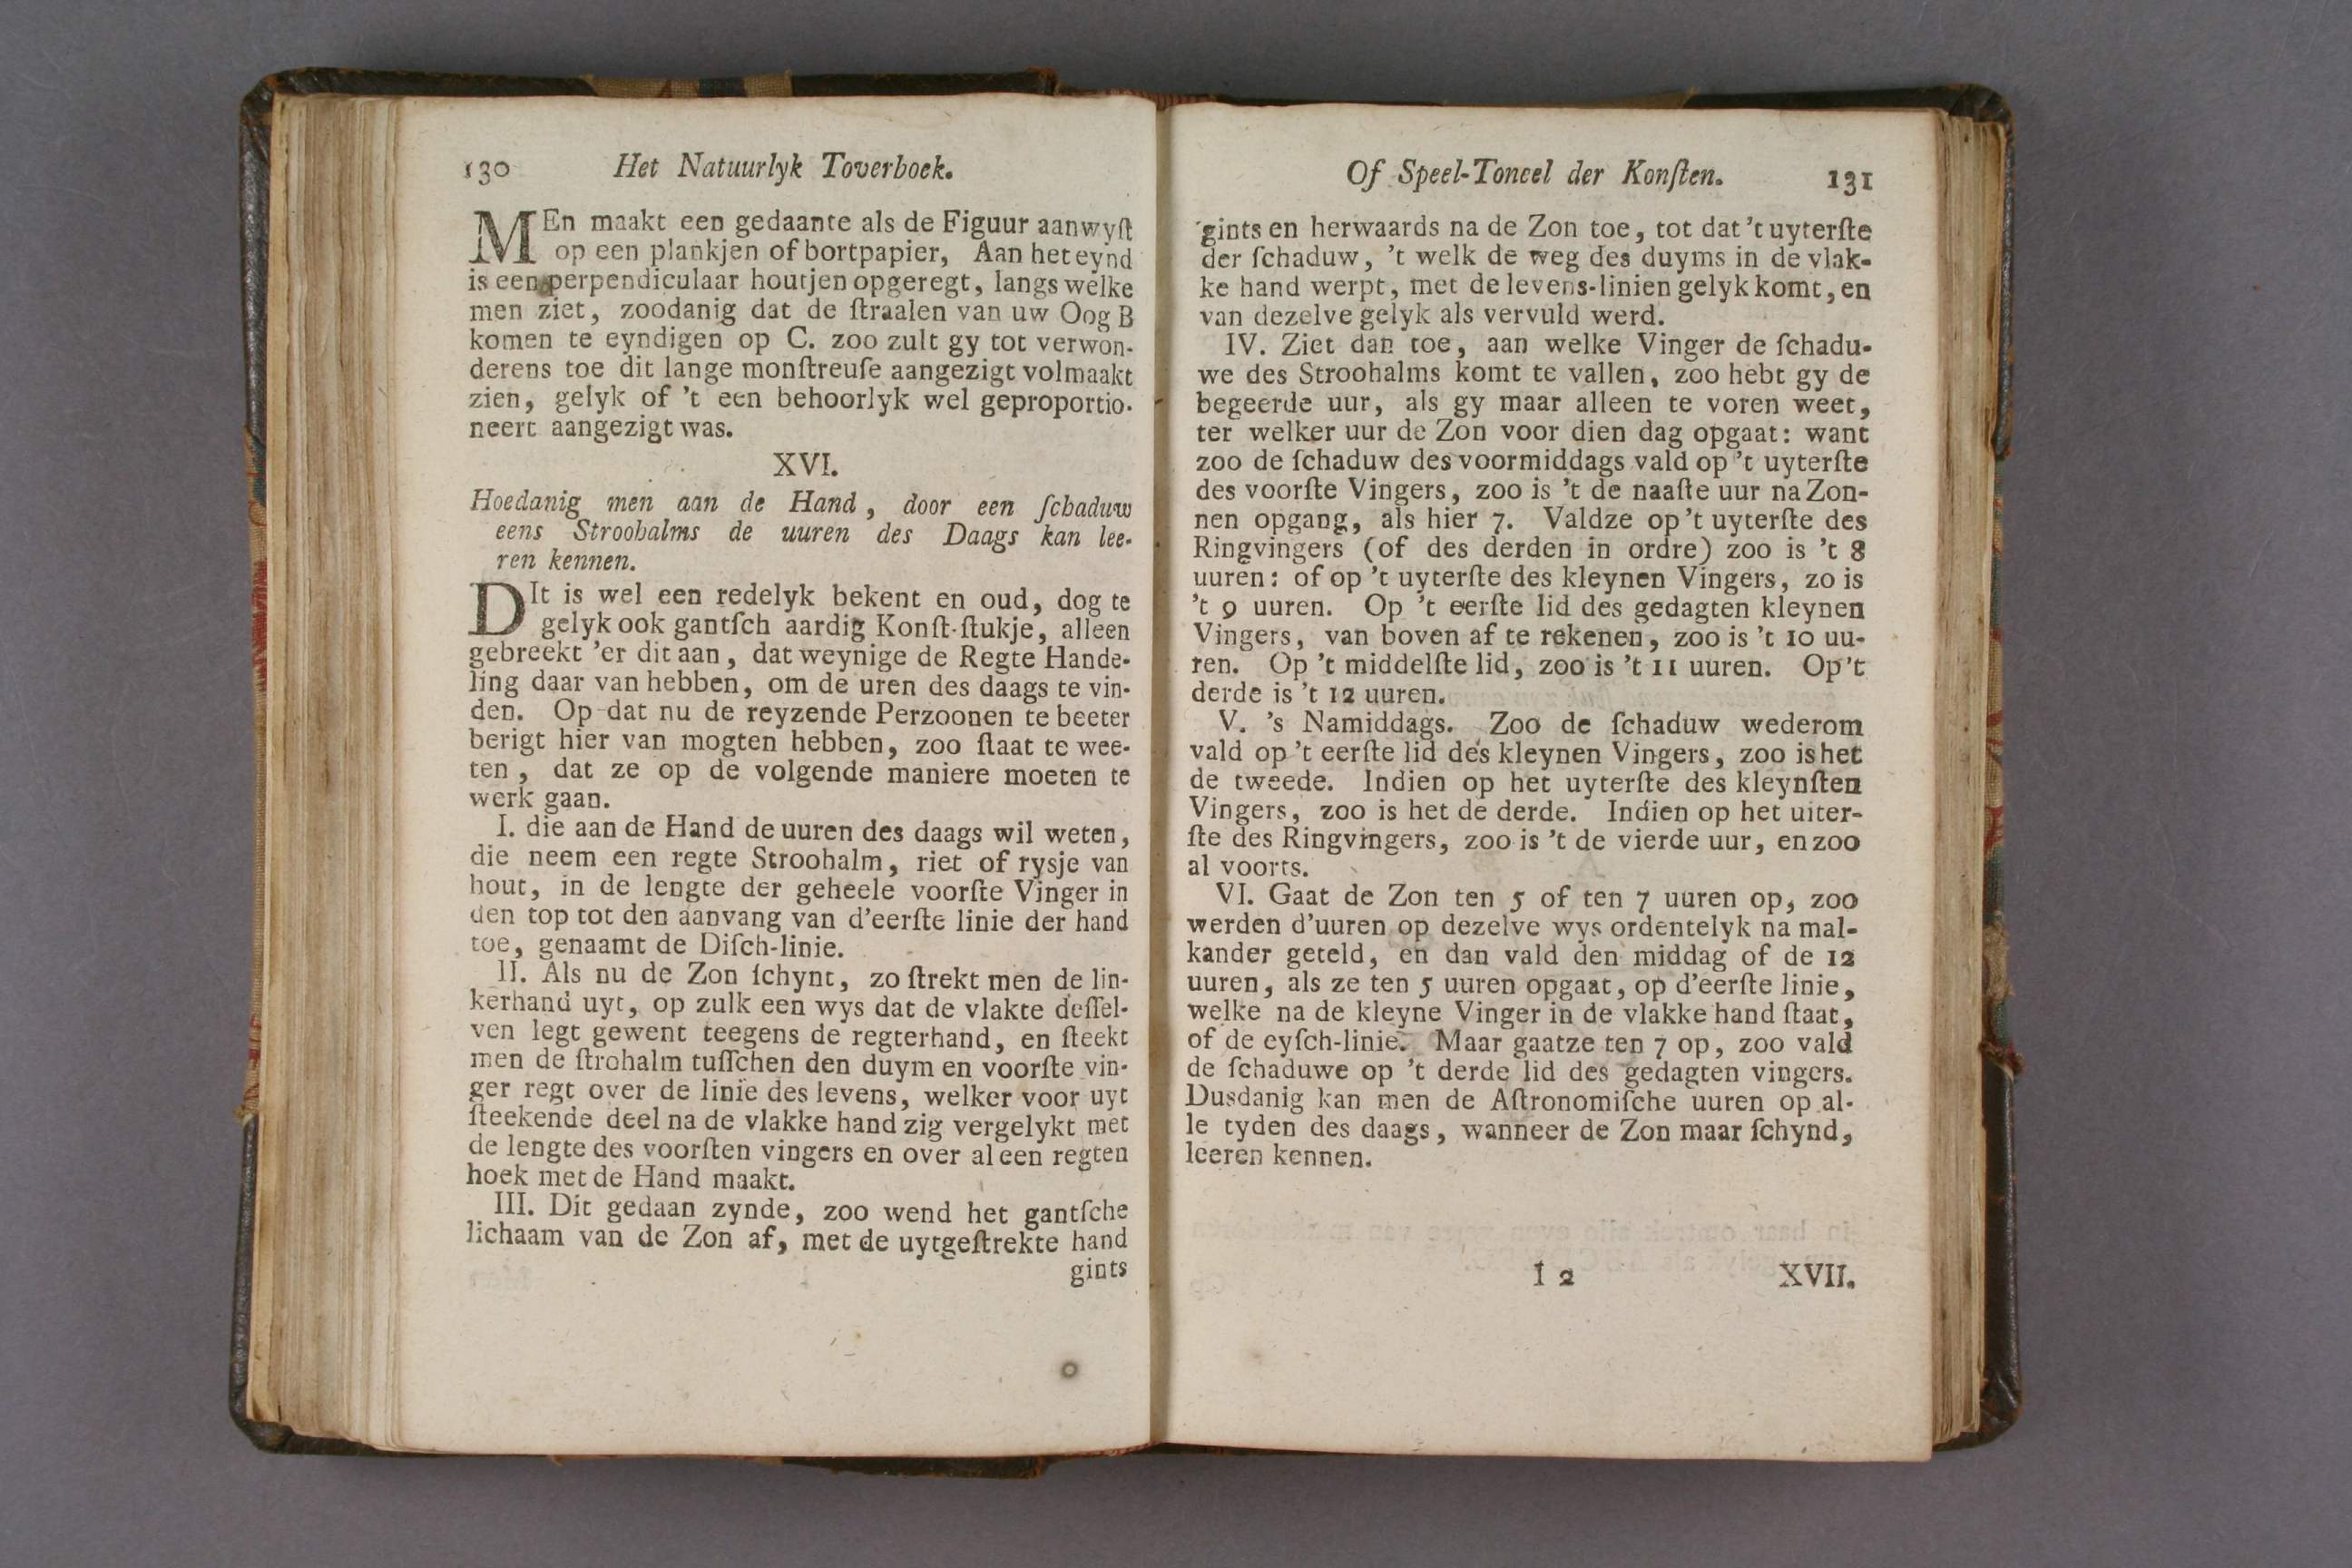 130 Het Natuurlyk Toverboek.
MEn maakt een gedaante als de Figuur aanwyſt
op een plankjen of bortpapier, Aan het eynd
is een perpendiculaar houtjen opgeregt, langs welke
men ziet, zoodanig dat de ſtraalen van uw Oog B
komen te eyndigen op C. zoo zult gy tot verwon-
derens toe dit lange monſtreuſe aangezigt volmaakt
zien, gelyk of 't een behoorlyk wel geproportio-
neert aangezigt was.
XVI.
Hoedanig men aan de Hand, door een ſchaduw
eens Stroohalms de uuren des Daags kan lee-
ren kennen.
DIt is wel een redelyk bekent en oud, dog te
gelyk ook gantſch aardig Konſt-ſtukje, alleen
gebreekt 'er dit aan, dat weynige de Regte Hande-
ling daar van hebben, om de uren des daags te vin-
den. Op dat nu de reyzende Perzoonen te beeter
berigt hier van mogten hebben, zoo ſtaat te wee-
ten, dat ze op de volgende maniere moeten te
werk gaan.
I. die aan de Hand de uuren des daags wil weten,
die neem een regte Stroohalm, riet of rysje van
hout, in de lengte der geheele voorſte Vinger in
den top tot den aanvang van d'eerſte linie der hand
toe, genaamt de Diſch-linie.
II. Als nu de Zon ſchynt, zo ſtrekt men de lin-
kerhand uyt, op zulk een wys dat de vlakte deſſel-
ven legt gewent teegens de regterhand, en ſteekt
men de ſtrohalm tuſſchen den duym en voorſte vin-
ger regt over de linie des levens, welker voor uyt
ſteekende deel na de vlakke hand zig vergelykt met
de lengte des voorſten vingers en over al een regten
hoek met de Hand maakt.
III. Dit gedaan zynde, zoo wend het gantſche
lichaam van de Zon af, met de uytgeſtrekte hand
gints
Of Speel-Toneel der Konſten. 131
gints en herwaards na de Zon toe, tot dat 't uyterſte
der ſchaduw, 't welk de weg des duyms in de vlak-
ke hand werpt, met de levens-linien gelyk komt, en
van dezelve gelyk als vervuld werd.
IV. Ziet dan toe, aan welke Vinger de ſchadu-
we des Stroohalms komt te vallen, zoo hebt gy de
begeerde uur, als gy maar alleen te voren weet,
ter welker uur de Zon voor dien dag opgaat: want
zoo de ſchaduw des voormiddags vald op 't uyterſte
des voorſte Vingers, zoo is 't de naaſte uur na Zon-
nen opgang, als hier 7. Valdze op 't uyterſte des
Ringvingers (of des derden in ordre) zoo is 't 8
uuren: of op 't uyterſte des kleynen Vingers, zo is
't 9 uuren. Op 't eerſte lid des gedagten kleynen
Vingers, van boven af te rekenen, zoo is 't 10 uu-
ren. Op 't middelſte lid, zoo is 't 11 uuren. Op 't
derde is 't 12 uuren.
V. 's Namiddags. Zoo de ſchaduw wederom
vald op 't eerſte lid des kleynen Vingers, zoo is het
de tweede. Indien op het uyterſte des kleynſten
Vingers, zoo is het de derde. Indien op het uiter-
ſte des Ringvingers, zoo is 't de vierde uur, en zoo
al voorts.
VI. Gaat de Zon ten 5 of ten 7 uuren op, zoo
werden d'uuren op dezelve wys ordentelyk na mal-
kander geteld, en dan vald den middag of de 12
uuren, als ze ten 5 uuren opgaat, op d'eerſte linie,
welke na de kleyne Vinger in de vlakke hand ſtaat,
of de eyſch-linie. Maar gaatze ten 7 op, zoo vald
de ſchaduwe op 't derde lid des gedagten vingers.
Dusdanig kan men de Aſtronomiſche uuren op al-
le tyden des daags, wanneer de Zon maar ſchynd,
leeren kennen.
I 2 XVII.